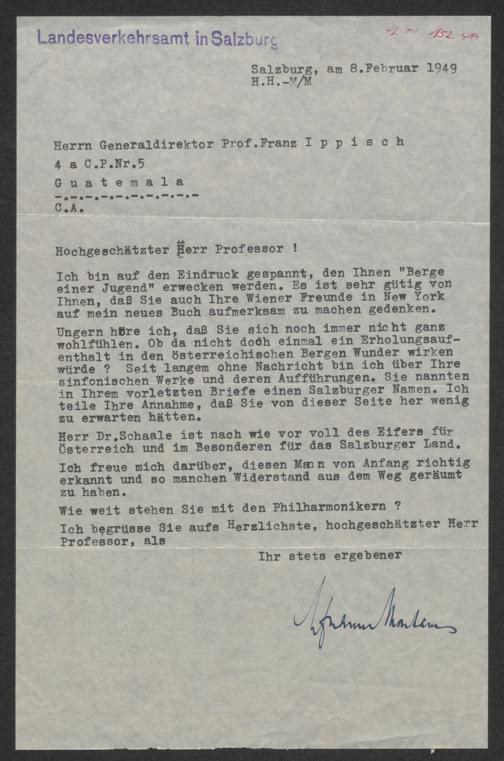 Landesverkehrsamt in Salzburg
152.414
Salzburg, am 8.Februar 1949
H.H.-M/M
Herrn Generaldirektor Prof.Franz I p p i s c h
4 a C.P.Nr.5
G u a t e m a l a
-.-.-.-.-.-.-.-.-.-
C.A.
Hochgeschätzter Herr Professor !
Ich bin auf den Eindruck gespannt, den Ihnen "Berge
einer Jugend" erwecken werden. Es ist sehr gütig von
Ihnen, daß Sie auch Ihre Wiener Freunde in New York
auf mein neues Buch aufmerksam zu machen gedenken.
Ungern höre ich, daß Sie sich noch immer nicht ganz
wohlfühlen. Ob da nicht doch einmal ein Erholungsauf-
enthalt in den österreichischen Bergen Wunder wirken
würde ? Seit langem ohne Nachricht bin ich über Ihre
sinfonischen Werke und deren Aufführungen. Sie nannten
in Ihrem vorletzten Briefe einen Salzburger Namen. Ich
teile Ihre Annahme, daß Sie von dieser Seite her wenig
zu erwarten hätten.
Herr Dr.Schaale ist nach wie vor voll des Eifers für
Österreich und im Besonderen für das Salzburger Land.
Ich freue mich darüber, diesen Mann von Anfang richtig
erkannt und so manchen Widerstand aus dem Weg geräumt
zu haben.
Wie weit stehen Sie mit den Philharmonikern ?
Ich begrüsse Sie aufs Herzlichste, hochgeschätzter Herr
Professor, als
Ihr stets ergebener